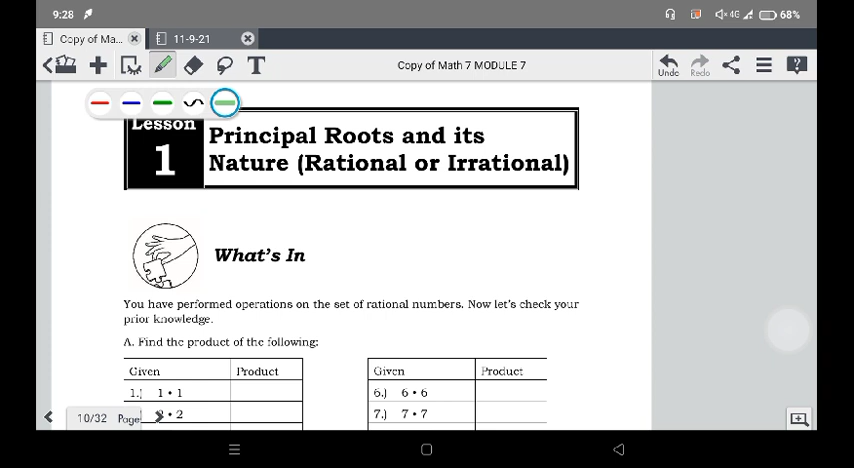 9:28
4G 68%
Copy of Ma...
11-9-21
T
Copy of Math 7 MODULE 7
Undo
Redo
Lesson
1
Principal Roots and its
Nature (Rational or Irrational)
What's In
You have performed operations on the set of rational numbers. Now let's check your
prior knowledge.
A. Find the product of the following:
Given Product
1.) 1 • 1
• 2
Given Product
6.) 6 • 6
7.) 7 • 7
10/32 Page